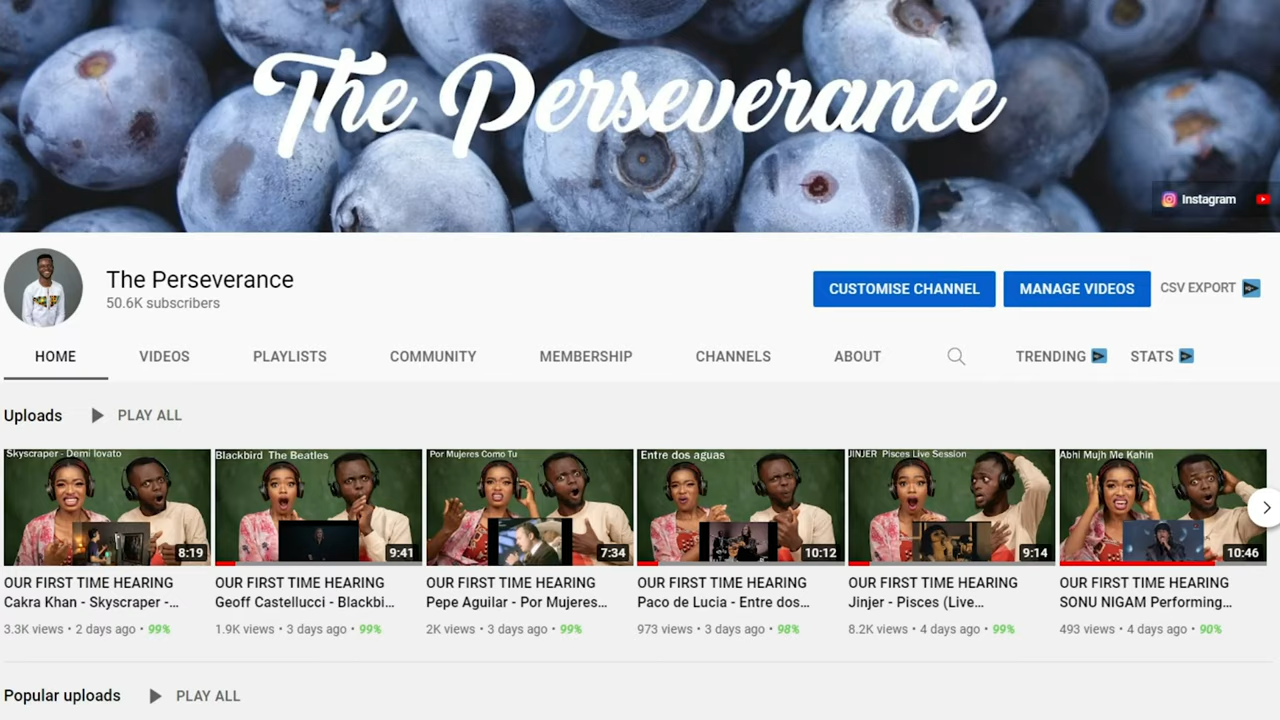 The Perseverance
Instagram
The Perseverance
50.6K subscribers
CUSTOMISE CHANNEL
MANAGE VIDEOS
CSV EXPORT
HOME
VIDEOS
PLAYLISTS
COMMUNITY
MEMBERSHIP
CHANNELS
ABOUT
TRENDING
STATS
Uploads
PLAY ALL
Skyscraper - Demi lovato
8:19
OUR FIRST TIME HEARING
Cakra Khan - Skyscraper -...
3.3K views • 2 days ago • 99%
Blackbird The Beatles
9:41
OUR FIRST TIME HEARING
Geoff Castellucci - Blackbi...
1.9K views • 3 days ago • 99%
Por Mujeres Como Tu
7:34
OUR FIRST TIME HEARING
Pepe Aguilar - Por Mujeres...
2K views • 3 days ago • 99%
Entre dos aguas
10:12
OUR FIRST TIME HEARING
Paco de Lucia - Entre dos...
973 views • 3 days ago • 98%
JINJER Pisces Live Session
9:14
OUR FIRST TIME HEARING
Jinjer - Pisces (Live...
8.2K views • 4 days ago • 99%
Abhi Mujh Me Kahin
10:46
OUR FIRST TIME HEARING
SONU NIGAM Performing...
493 views • 4 days ago • 90%
Popular uploads
PLAY ALL